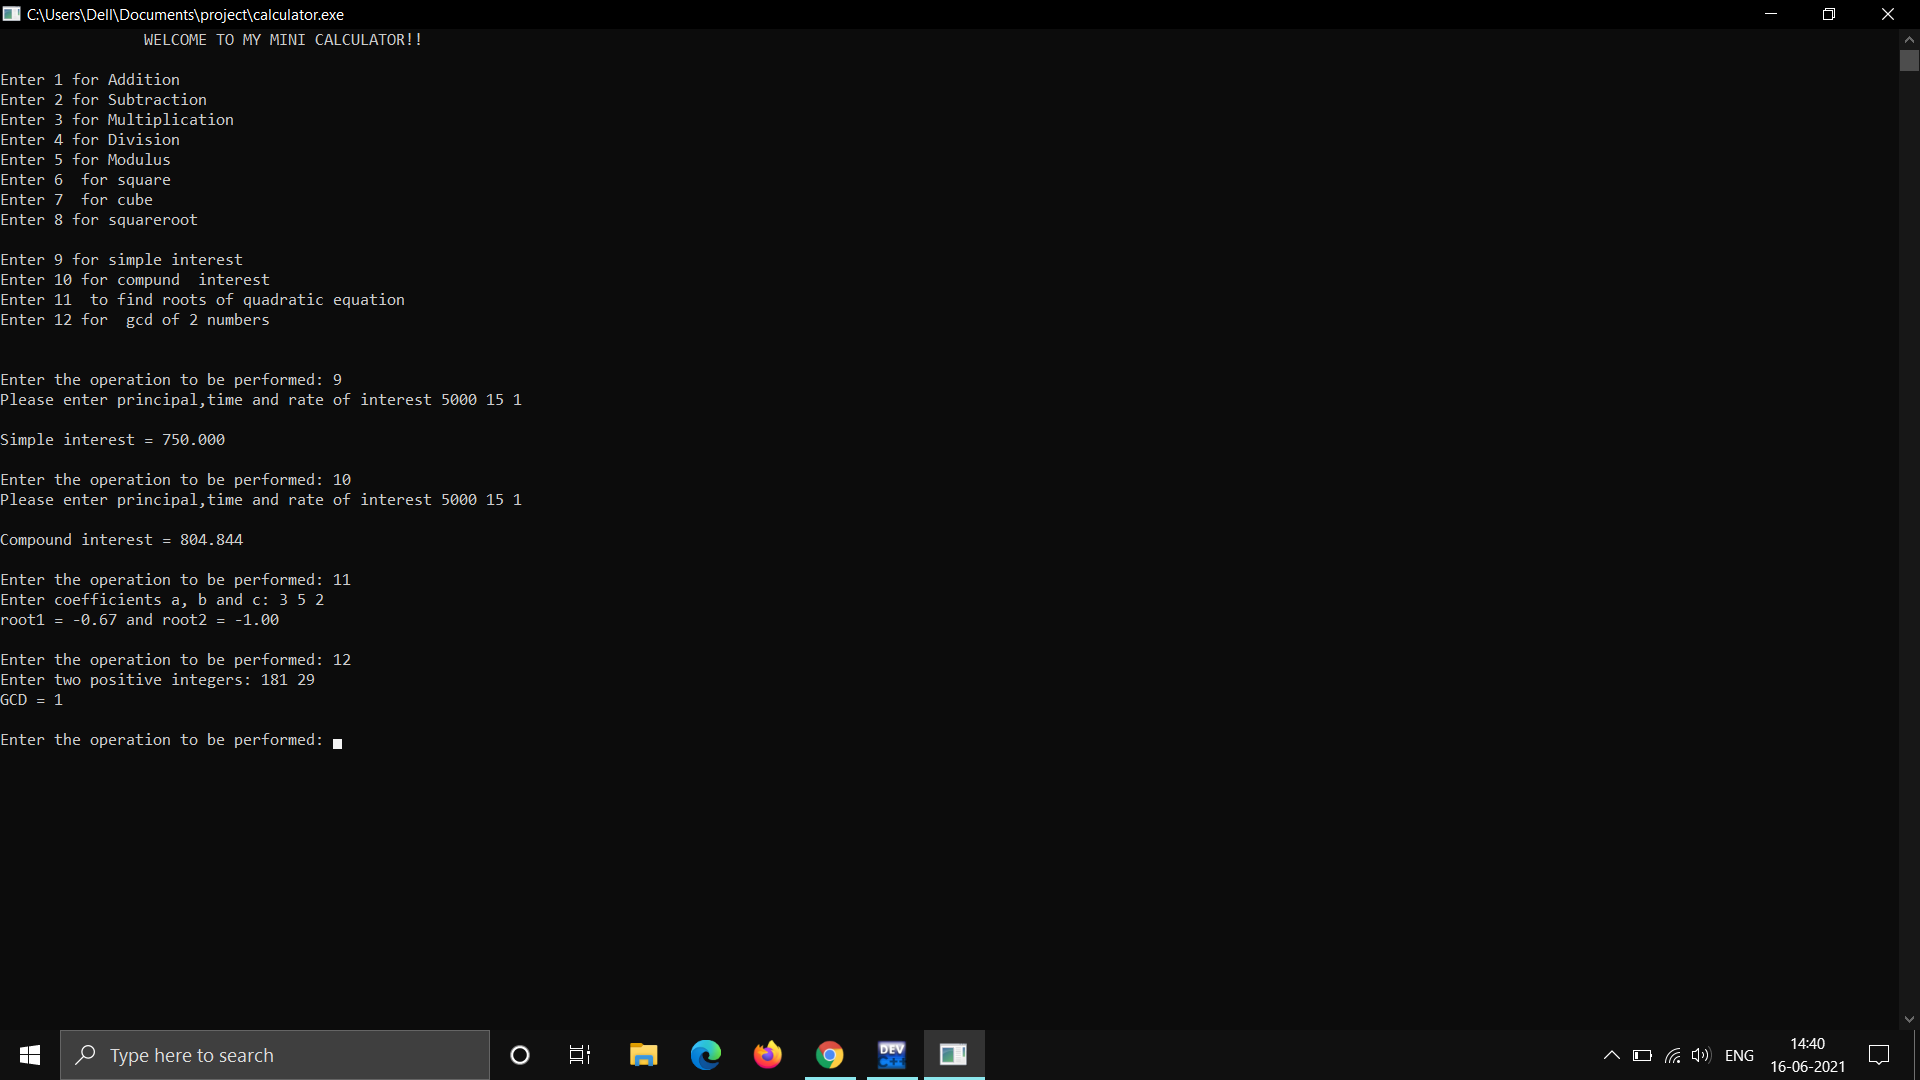 C:\Users\Dell\Documents\project\calculator.exe
WELCOME TO MY MINI CALCULATOR!!
Enter 1 for Addition
Enter 2 for Subtraction
Enter 3 for Multiplication
Enter 4 for Division
Enter 5 for Modulus
Enter 6  for square
Enter 7  for cube
Enter 8 for squareroot
Enter 9 for simple interest
Enter 10 for compund  interest
Enter 11  to find roots of quadratic equation
Enter 12 for  gcd of 2 numbers
Enter the operation to be performed: 9
Please enter principal,time and rate of interest 5000 15 1
Simple interest = 750.000
Enter the operation to be performed: 10
Please enter principal,time and rate of interest 5000 15 1
Compound interest = 804.844
Enter the operation to be performed: 11
Enter coefficients a, b and c: 3 5 2
root1 = -0.67 and root2 = -1.00
Enter the operation to be performed: 12
Enter two positive integers: 181 29
GCD = 1
Enter the operation to be performed:
Type here to search
DEV
C++
ENG
14:40
16-06-2021